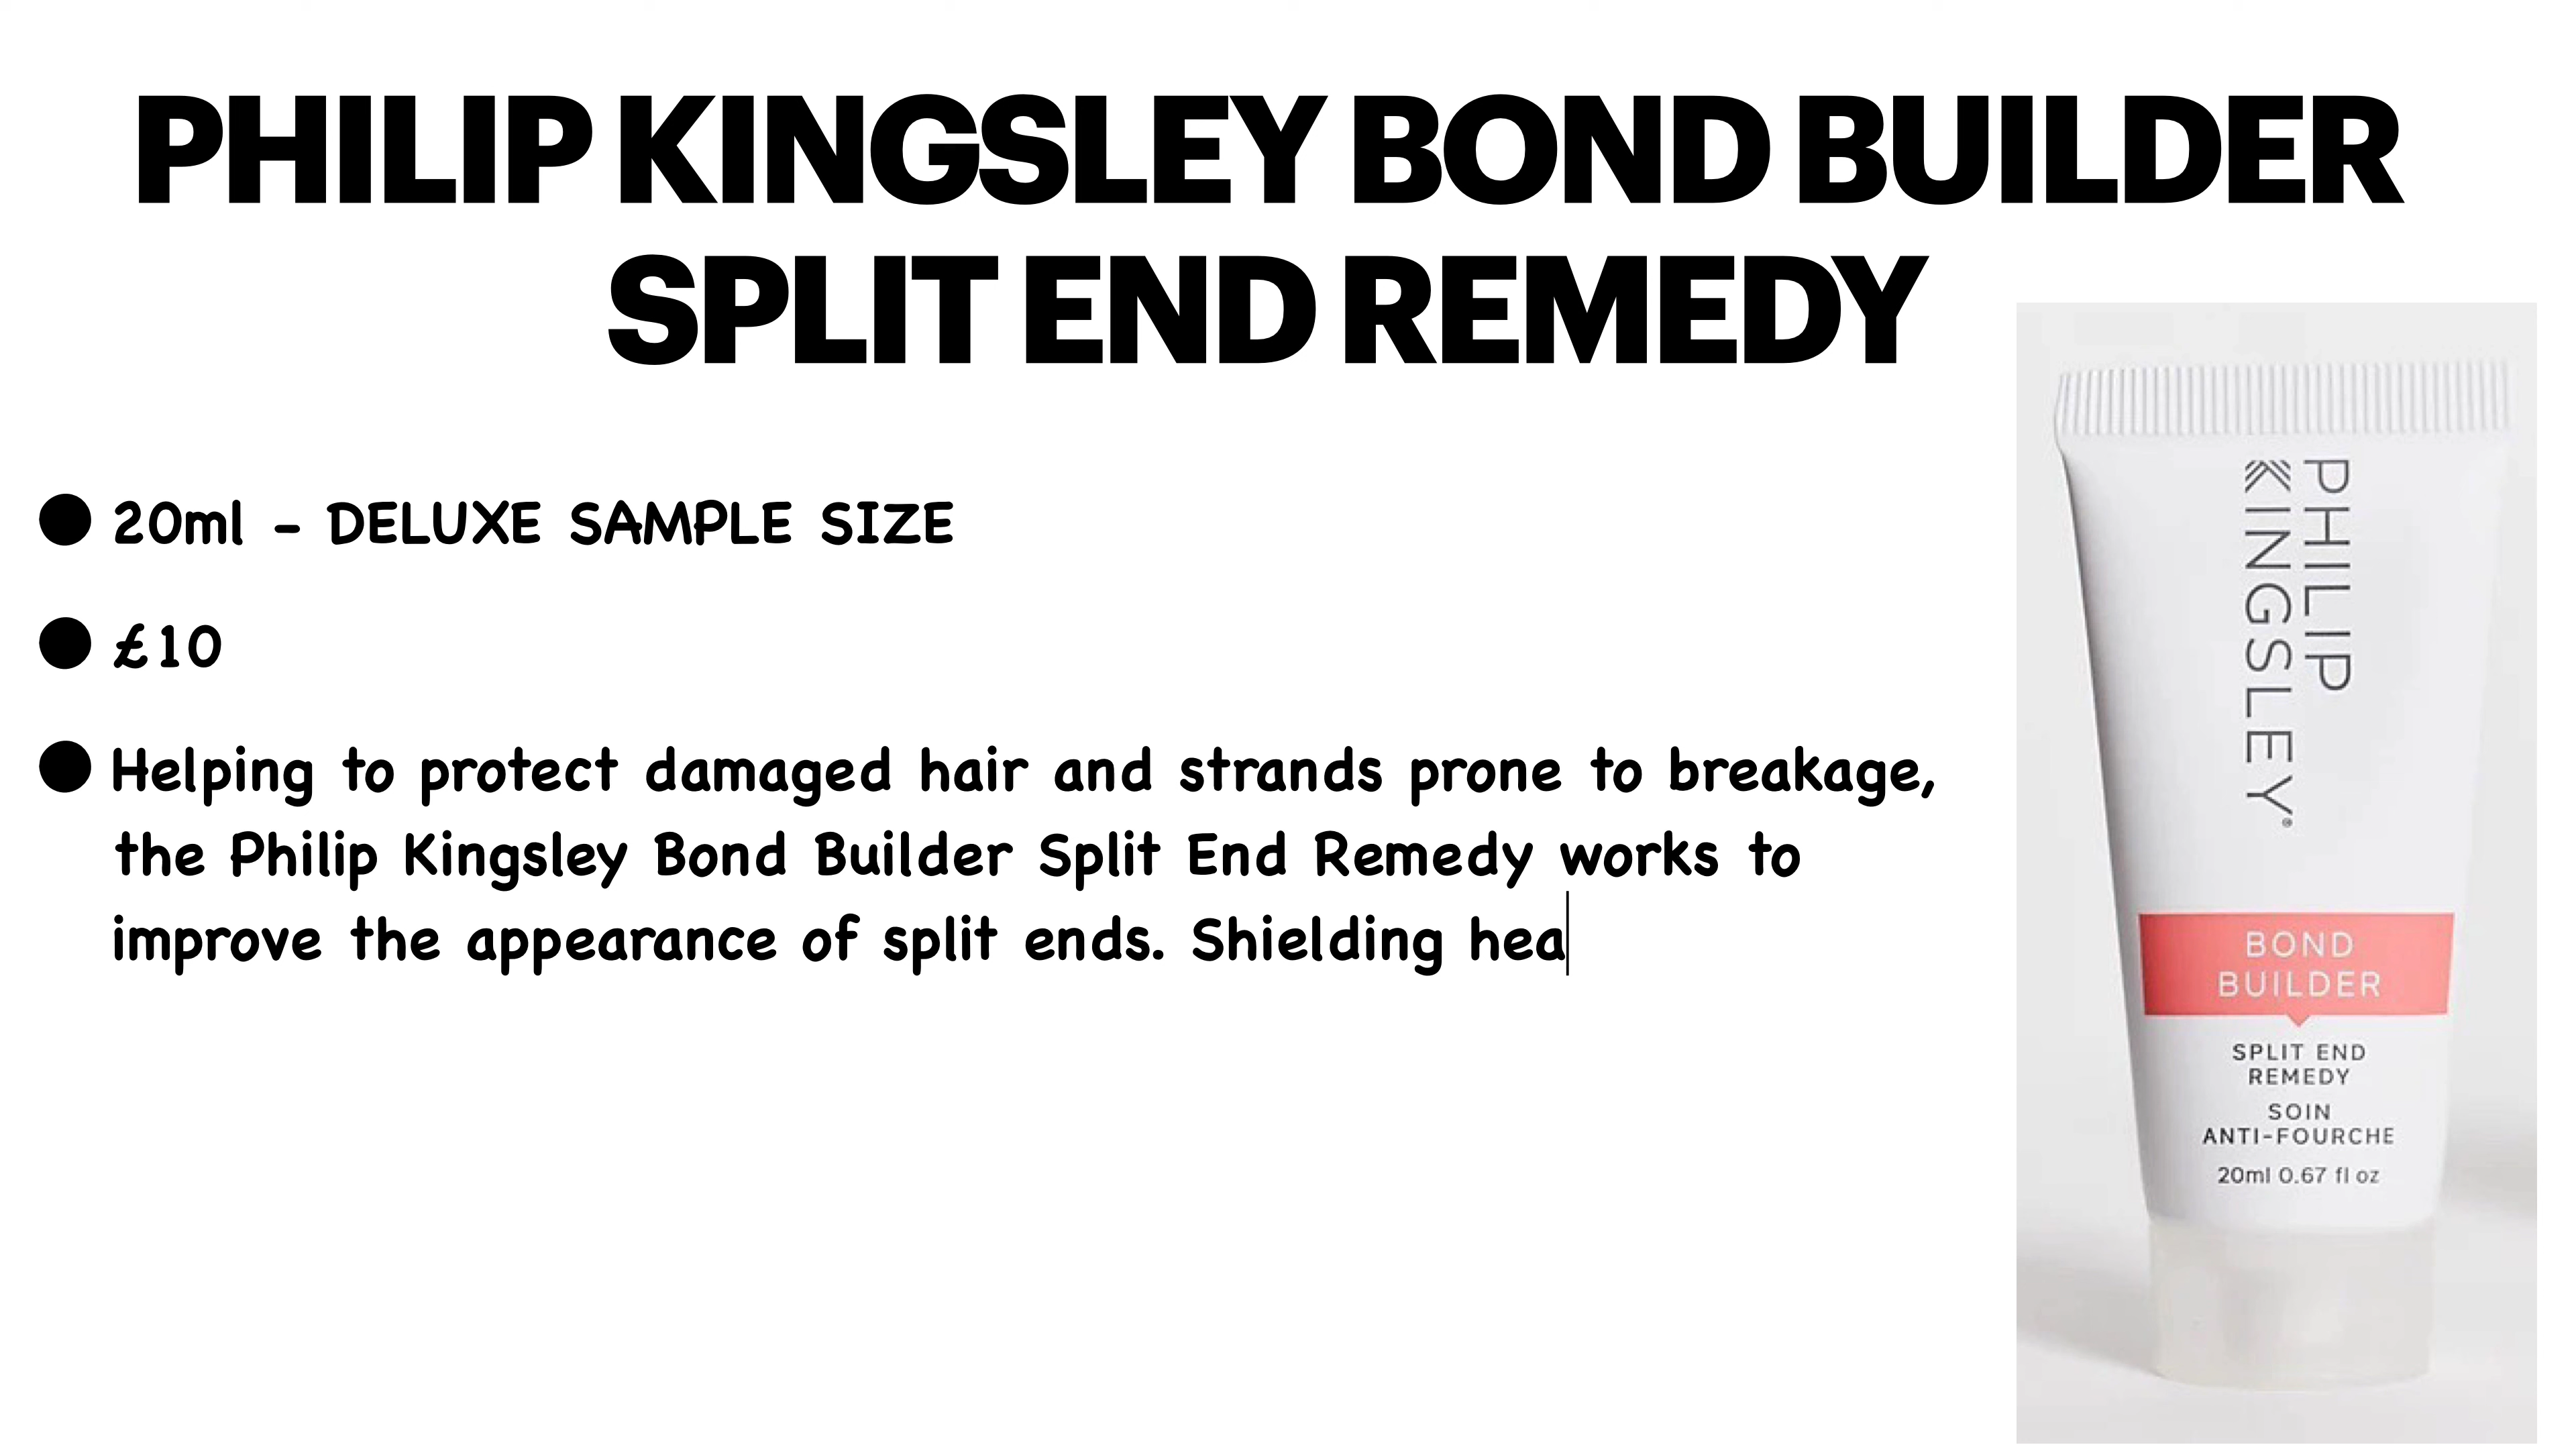 PHILIP KINGSLEY BOND BUILDER
SPLIT END REMEDY
● 20ml - DELUXE SAMPLE SIZE
● £10
● Helping to protect damaged hair and strands prone to breakage,
the Philip Kingsley Bond Builder Split End Remedy works to
improve the appearance of split ends. Shielding hea
PHILIP
KINGSLEY®
BOND
BUILDER
SPLIT END
REMEDY
SOIN
ANTI-FOURCHE
20ml 0.67 fl oz